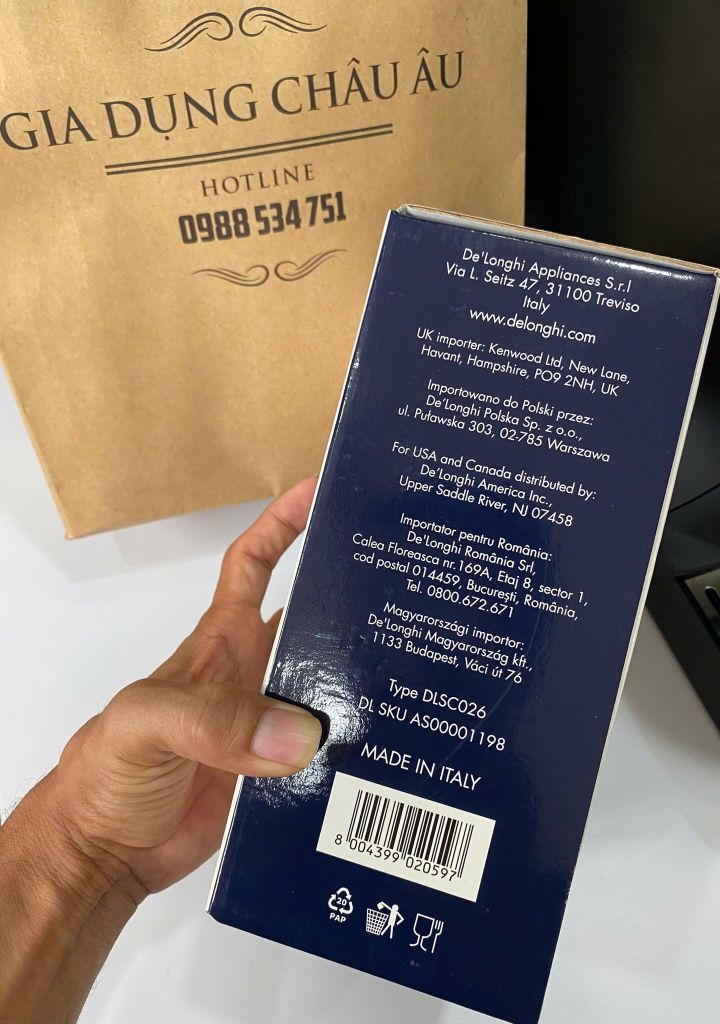 GIA DỤNG CHÂU ÂU
HOTLINE
0988 534 751
De'Longhi Appliances S.r.l
Via L. Seitz 47, 31100 Treviso
Italy
www.delonghi.com
UK importer: Kenwood Ltd, New Lane,
Havant, Hampshire, PO9 2NH, UK
Importowano do Polski przez:
De'Longhi Polska Sp. z o.o.,
ul. Puławska 303, 02-785 Warszawa
For USA and Canada distributed by:
De'Longhi America Inc.,
Upper Saddle River, NJ 07458
Importator pentru România:
De'Longhi România Srl,
Calea Floreasca nr.169A, Etaj 8, sector 1,
cod postal 014459, Bucureşti, România,
Tel. 0800.672.671
Magyarországi importor:
De'Longhi Magyarország kft.,
1133 Budapest, Váci út 76
Type DLSC026
DL SKU AS00001198
MADE IN ITALY
8 004399 020597
20
PAP